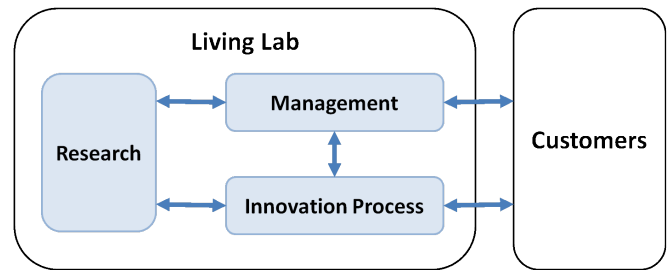 Living Lab
Management
Research
Customers
Innovation Process